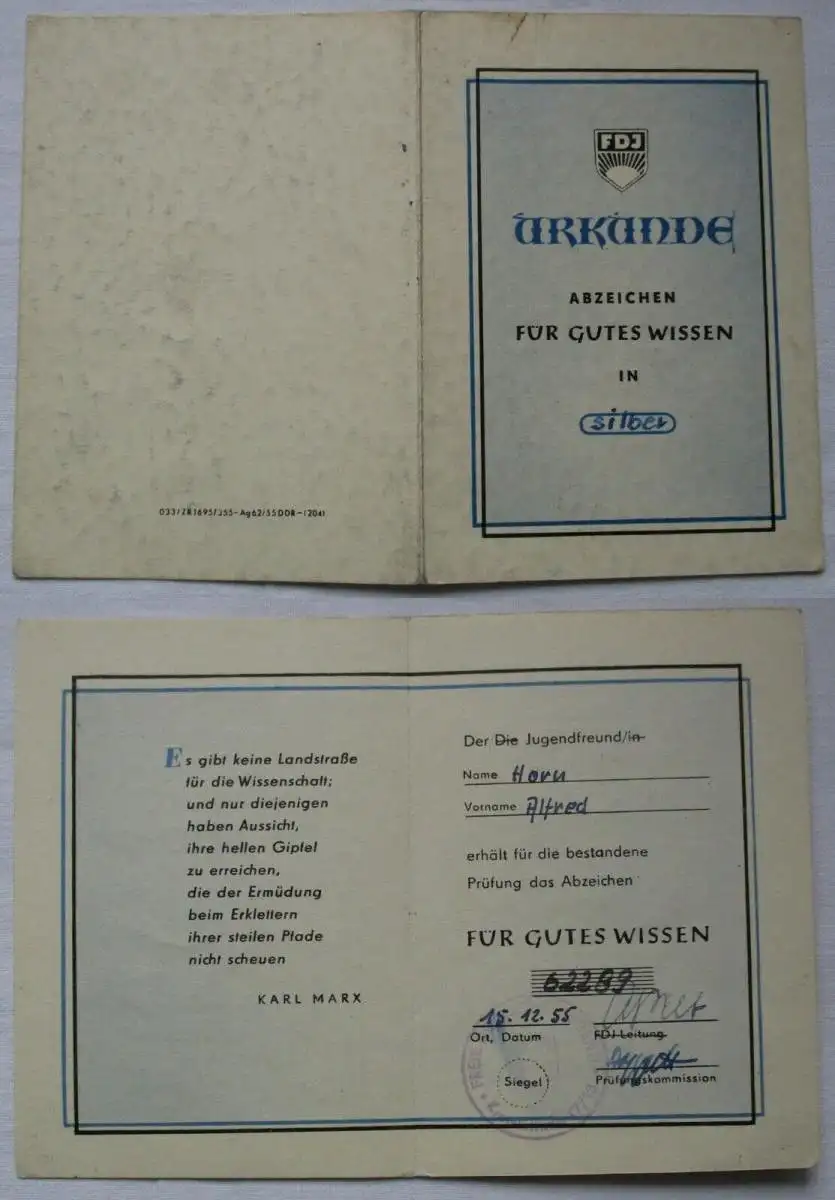 FDJ
URKUNDE
ABZEICHEN
FÜR GUTES WISSEN
IN
silber
033/ZR1695/355-Ag62/55DDR-(204)
Es gibt keine Landstraße
für die Wissenschaft;
und nur diejenigen
haben Aussicht,
ihre hellen Gipfel
zu erreichen,
die der Ermüdung
beim Erklettern
ihrer steilen Pfade
nicht scheuen
KARL MARX
Der Die Jugendfreund/in
Name Horn
Vorname Alfred
erhält für die bestandene
Prüfung das Abzeichen
FÜR GUTES WISSEN
62289
15.12.55
Ort, Datum FDJ-Leitung
Siegel Prüfungskommission